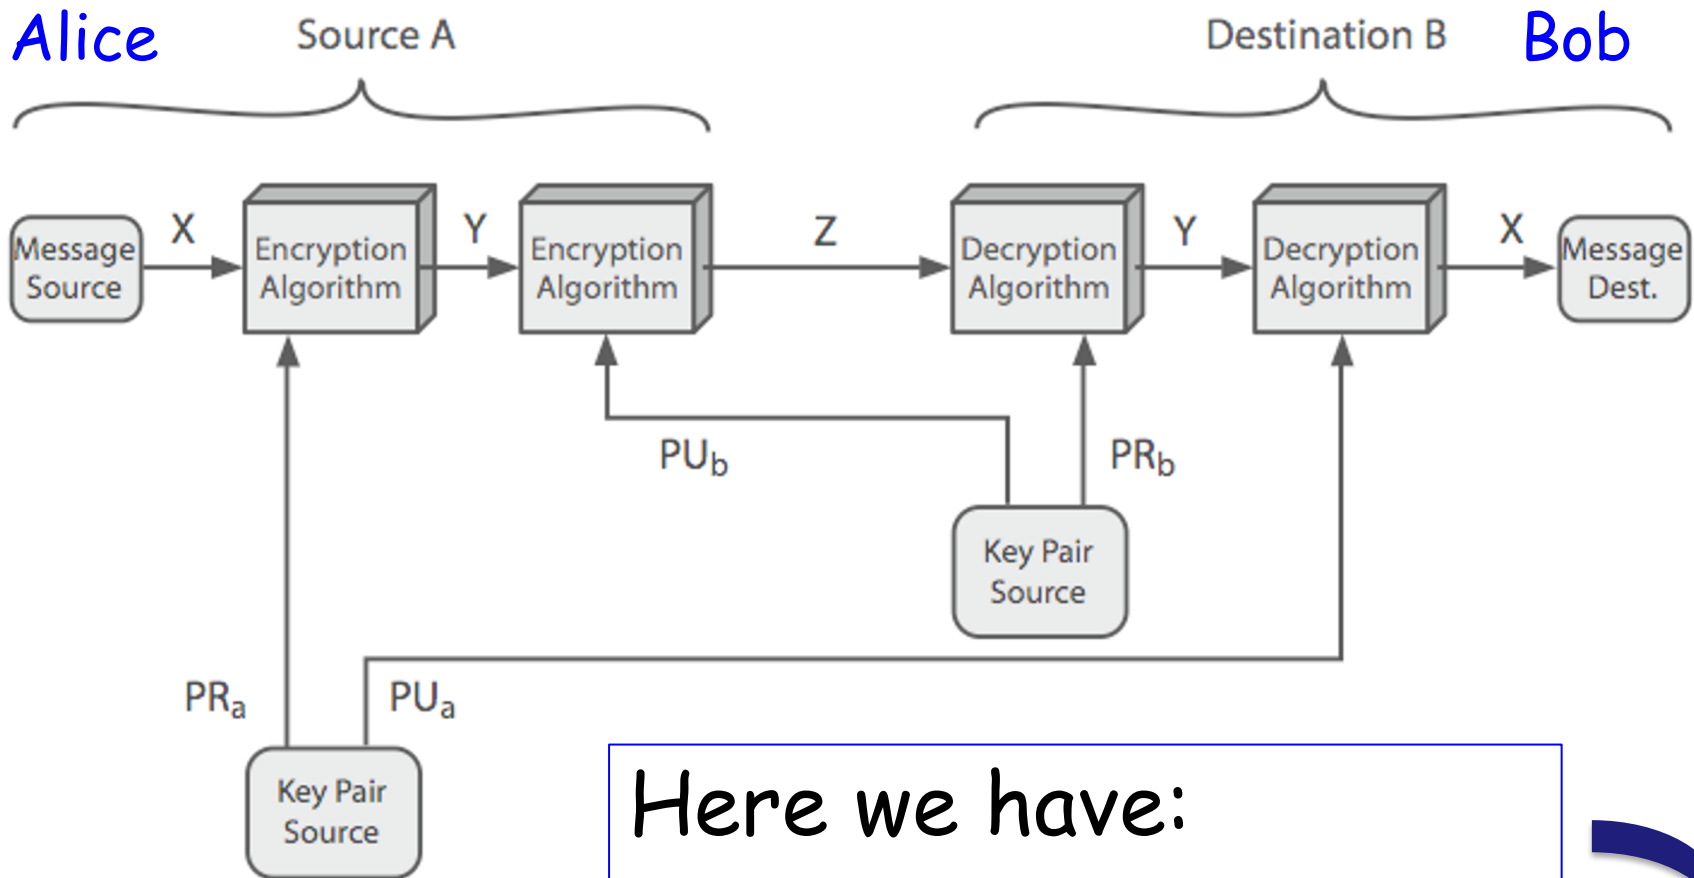 Alice
Source A
Destination B
Bob
Message
Source
X
Encryption
Algorithm
Y
Encryption
Algorithm
Z
Decryption
Algorithm
Y
Decryption
Algorithm
X
Message
Dest.
PUb
PRb
Key Pair
Source
PRa
PUa
Key Pair
Source
Here we have: